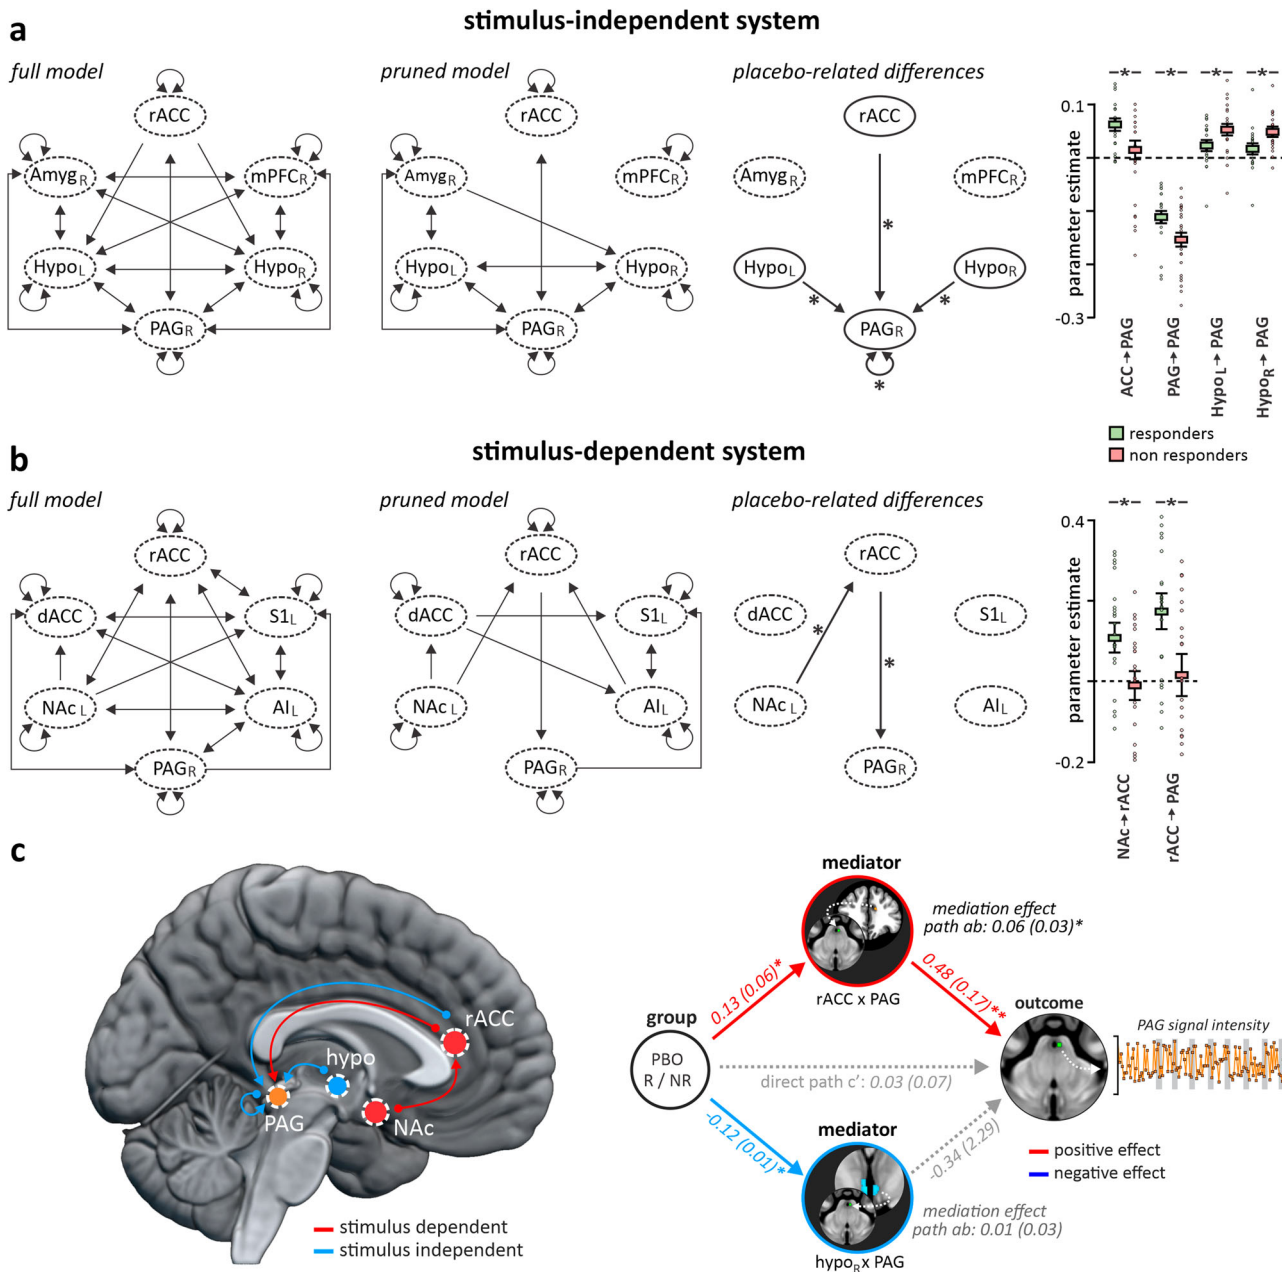 stimulus-independent system
a
full model
pruned model
placebo-related differences
rACC
AmygR
mPFCR
HypoL
HypoR
PAGR
rACC
AmygR
mPFCR
HypoL
HypoR
PAGR
rACC
AmygR
mPFCR
HypoL
HypoR
PAGR
*
*
*
*
-*-
-*-
-*-
-*-
0.1
-0.3
parameter estimate
ACC→PAG
PAG→PAG
HypoL→PAG
HypoR→PAG
responders
non responders
stimulus-dependent system
b
full model
pruned model
placebo-related differences
rACC
dACC
S1L
NAc L
AIL
PAGR
rACC
dACC
S1L
NAc L
AIL
PAGR
rACC
dACC
S1L
NAc L
AIL
PAGR
*
*
-*-
-*-
0.4
-0.2
parameter estimate
NAc→rACC
rACC→PAG
c
rACC
hypo
PAG
NAc
stimulus dependent
stimulus independent
mediator
mediation effect
path ab: 0.06 (0.03)*
rACC x PAG
0.13 (0.06)*
0.48 (0.17)**
group
PBO
R / NR
direct path c': 0.03 (0.07)
outcome
PAG signal intensity
-0.12 (0.01)*
-0.34 (2.29)
mediator
positive effect
negative effect
mediation effect
path ab: 0.01 (0.03)
hypoR x PAG